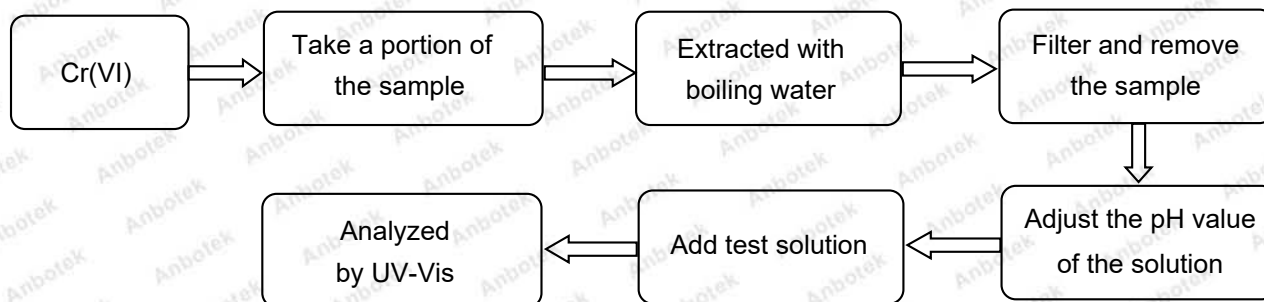 Cr(VI)
Take a portion of
the sample
Extracted with
boiling water
Filter and remove
the sample
Adjust the pH value
of the solution
Add test solution
Analyzed
by UV-Vis
Anbotek